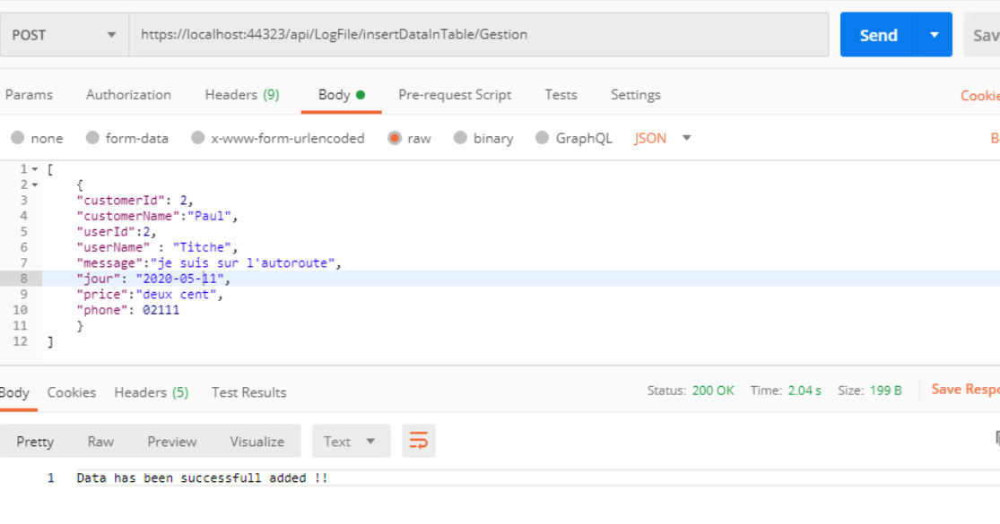 POST https://localhost:44323/api/LogFile/insertDataInTable/Gestion Send
Params Authorization Headers (9) Body Pre-request Script Tests Settings
none form-data x-www-form-urlencoded raw binary GraphQL JSON
1 [
2 {
3 "customerId": 2,
4 "customerName":"Paul",
5 "userId":2,
6 "userName" : "Titche",
7 "message":"je suis sur l'autoroute",
8 "jour": "2020-05-11",
9 "price":"deux cent",
10 "phone": 02111
11 }
12 ]
Body Cookies Headers (5) Test Results Status: 200 OK Time: 2.04 s Size: 199 B Save
Pretty Raw Preview Visualize Text
1 Data has been successfull added !!